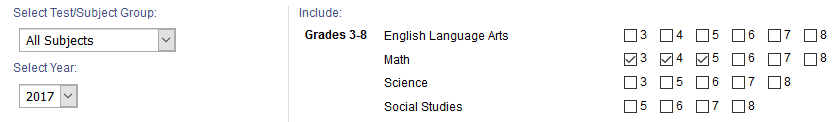 Select Test/Subject Group:
All Subjects
Select Year:
2017
Include:
Grades 3-8 English Language Arts 3 4 5 6 7 8
Math 3 4 5 6 7 8
Science 3 5 6 7 8
Social Studies 5 6 7 8